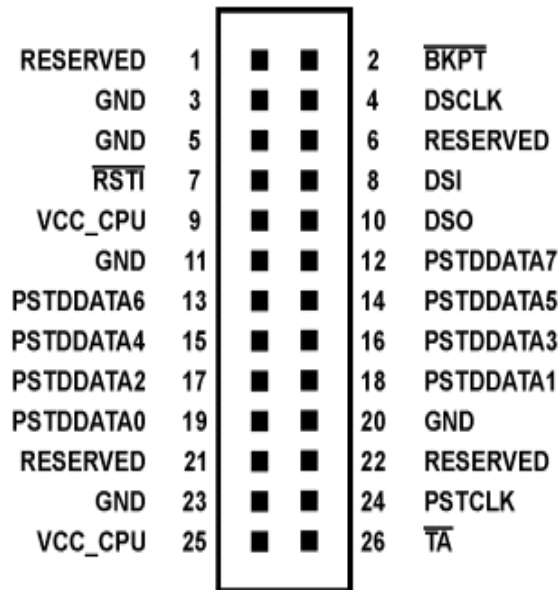 RESERVED 1 2 BKPT
GND 3 4 DSCLK
GND 5 6 RESERVED
RSTI 7 8 DSI
VCC_CPU 9 10 DSO
GND 11 12 PSTDDATA7
PSTDDATA6 13 14 PSTDDATA5
PSTDDATA4 15 16 PSTDDATA3
PSTDDATA2 17 18 PSTDDATA1
PSTDDATA0 19 20 GND
RESERVED 21 22 RESERVED
GND 23 24 PSTCLK
VCC_CPU 25 26 TA